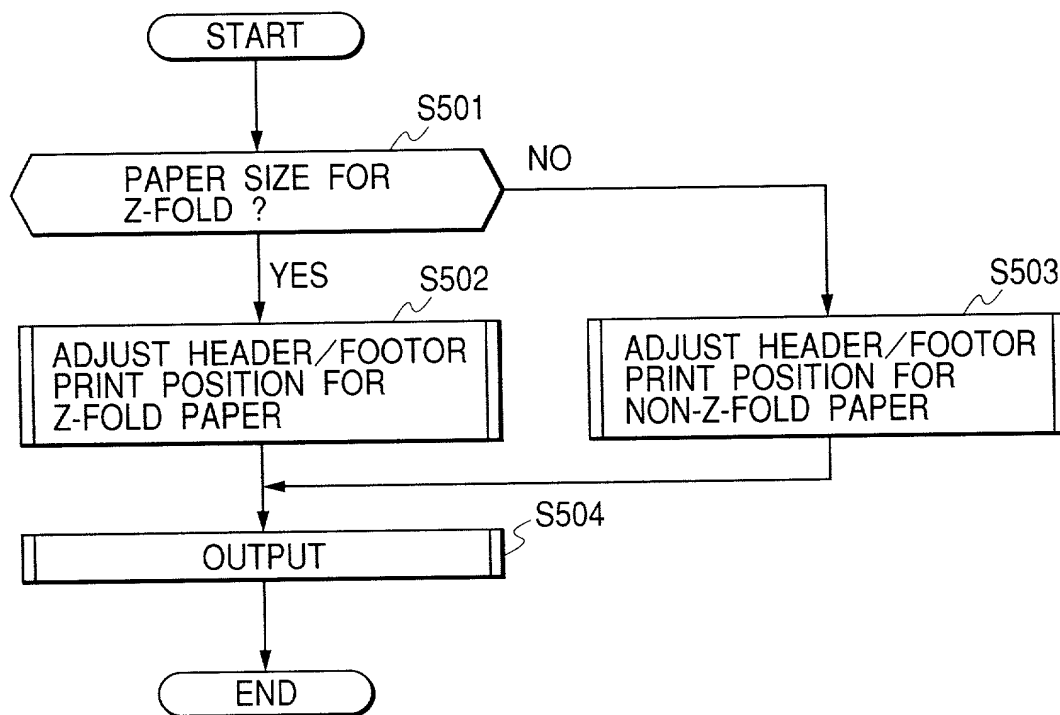 START
S501
PAPER SIZE FOR
Z-FOLD ?
NO
YES
S502
ADJUST HEADER/FOOTOR
PRINT POSITION FOR
Z-FOLD PAPER
S503
ADJUST HEADER/FOOTOR
PRINT POSITION FOR
NON-Z-FOLD PAPER
S504
OUTPUT
END